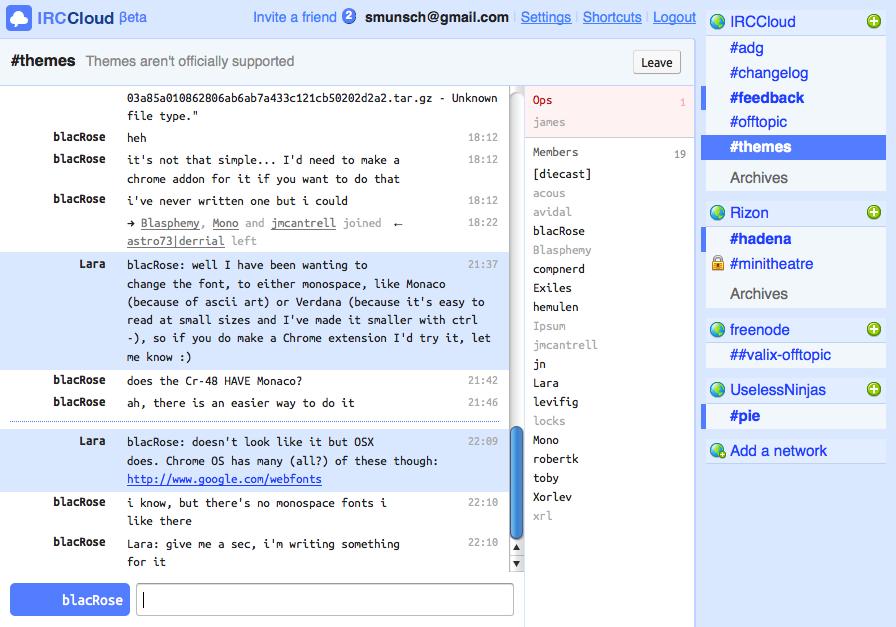 IRCCloud βeta
Invite a friend 2 smunsch@gmail.com Settings Shortcuts Logout
#themes Themes aren't officially supported Leave
03a85a010862806ab6ab7a433c121cb50202d2a2.tar.gz - Unknown
file type."
blacRose heh 18:12
blacRose it's not that simple... I'd need to make a 18:12
chrome addon for it if you want to do that
blacRose i've never written one but i could 18:12
→ Blasphemy, Mono and jmcantrell joined ← 18:22
astro73|derrial left
Lara blacRose: well I have been wanting to 21:37
change the font, to either monospace, like Monaco
(because of ascii art) or Verdana (because it's easy to
read at small sizes and I've made it smaller with ctrl
-), so if you do make a Chrome extension I'd try it, let
me know :)
blacRose does the Cr-48 HAVE Monaco? 21:42
blacRose ah, there is an easier way to do it 21:46
Lara blacRose: doesn't look like it but OSX 22:09
does. Chrome OS has many (all?) of these though:
http://www.google.com/webfonts
blacRose i know, but there's no monospace fonts i 22:10
like there
blacRose Lara: give me a sec, i'm writing something 22:10
for it
blacRose
Ops 1
james
Members 19
[diecast]
acous
avidal
blacRose
Blasphemy
compnerd
Exiles
hemulen
Ipsum
jmcantrell
jn
Lara
levifig
locks
Mono
robertk
toby
Xorlev
xrl
IRCCloud
#adg
#changelog
#feedback
#offtopic
#themes
Archives
Rizon
#hadena
#minitheatre
Archives
freenode
##valix-offtopic
UselessNinjas
#pie
Add a network